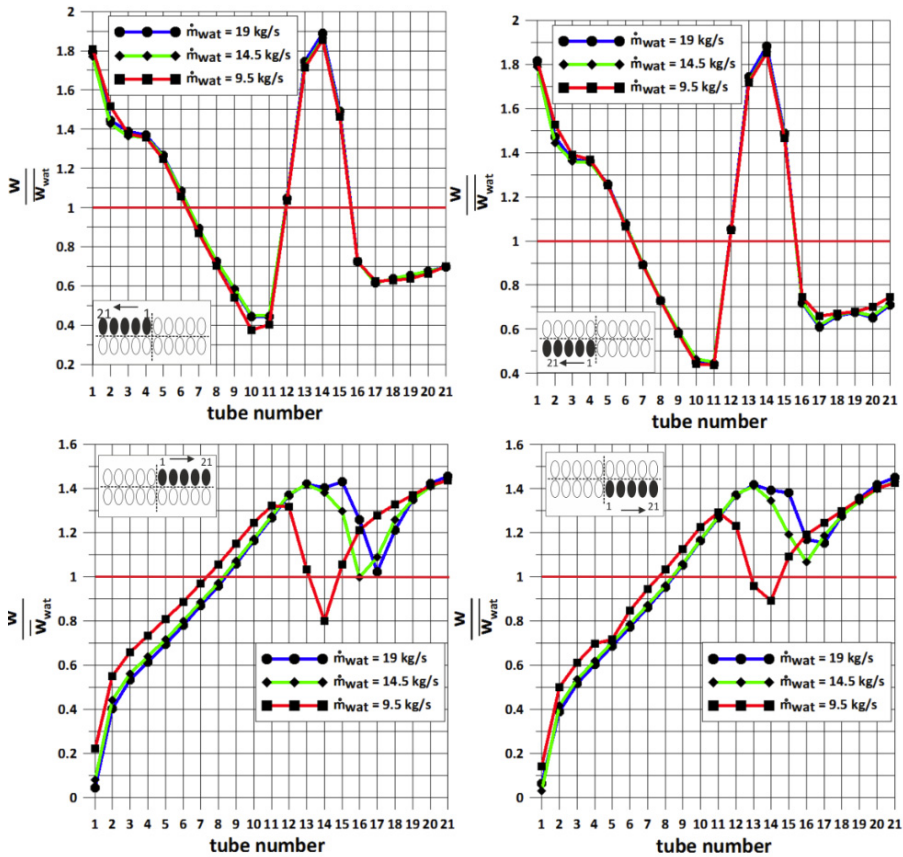 2
1.8
1.6
1.4
1.2
1
0.8
0.6
0.4
0.2
w
w̄wat
ṁwat = 19 kg/s
ṁwat = 14.5 kg/s
ṁwat = 9.5 kg/s
21 1
1 2 3 4 5 6 7 8 9 10 11 12 13 14 15 16 17 18 19 20 21
tube number
2
1.8
1.6
1.4
1.2
1
0.8
0.6
0.4
w
w̄wat
ṁwat = 19 kg/s
ṁwat = 14.5 kg/s
ṁwat = 9.5 kg/s
21 1
1 2 3 4 5 6 7 8 9 10 11 12 13 14 15 16 17 18 19 20 21
tube number
1.6
1.4
1.2
1
0.8
0.6
0.4
0.2
0
w
w̄wat
1 21
ṁwat = 19 kg/s
ṁwat = 14.5 kg/s
ṁwat = 9.5 kg/s
1 2 3 4 5 6 7 8 9 10 11 12 13 14 15 16 17 18 19 20 21
tube number
1.6
1.4
1.2
1
0.8
0.6
0.4
0.2
0
w
w̄wat
1 21
ṁwat = 19 kg/s
ṁwat = 14.5 kg/s
ṁwat = 9.5 kg/s
1 2 3 4 5 6 7 8 9 10 11 12 13 14 15 16 17 18 19 20 21
tube number